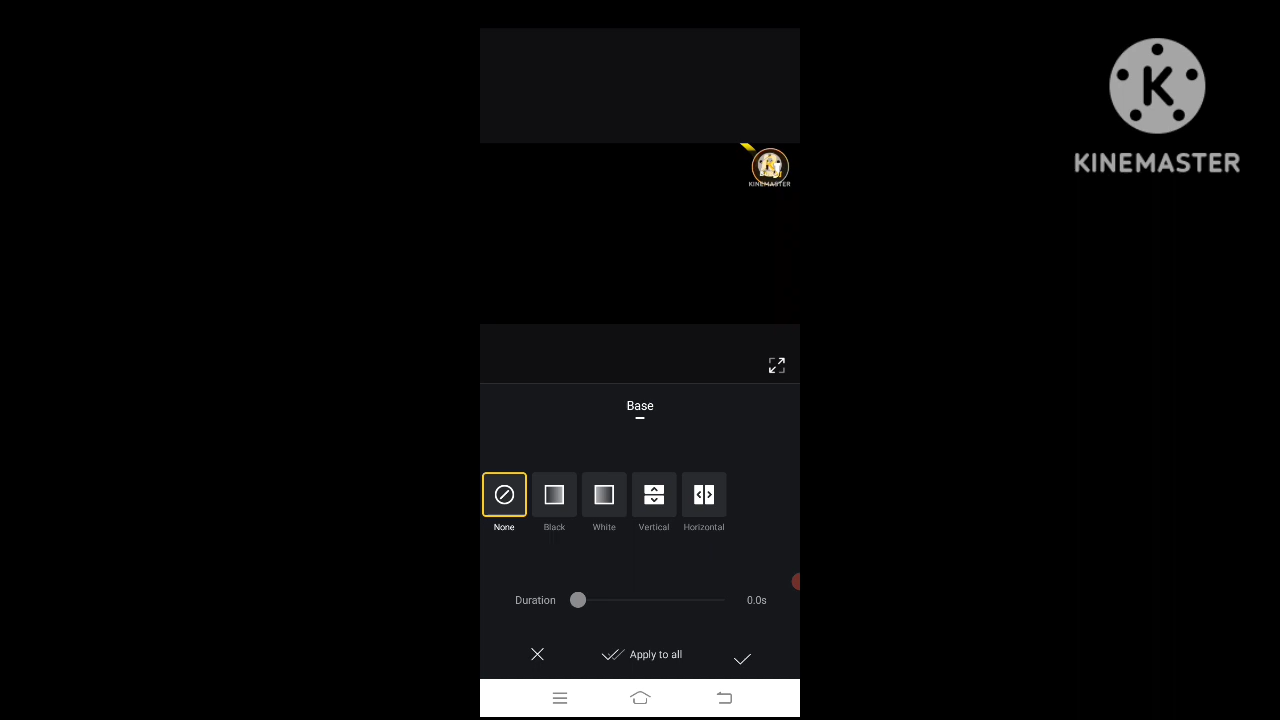 K
KINEMASTER
KINEMASTER
Base
None
Black
White
Vertical
Horizontal
Duration
0.0s
Apply to all